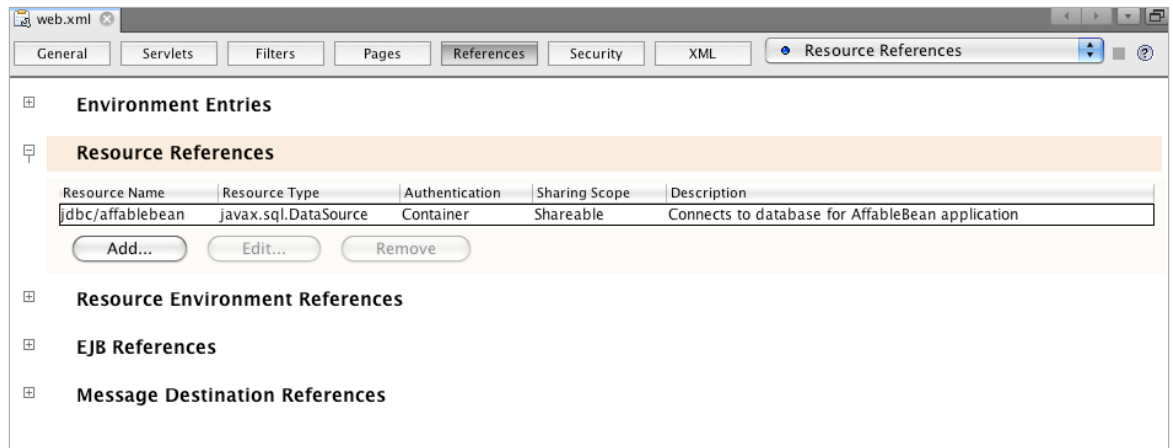 web.xml
General Servlets Filters Pages References Security XML Resource References
Environment Entries
Resource References
Resource Name Resource Type Authentication Sharing Scope Description
jdbc/affablebean javax.sql.DataSource Container Shareable Connects to database for AffableBean application
Add... Edit... Remove
Resource Environment References
EJB References
Message Destination References